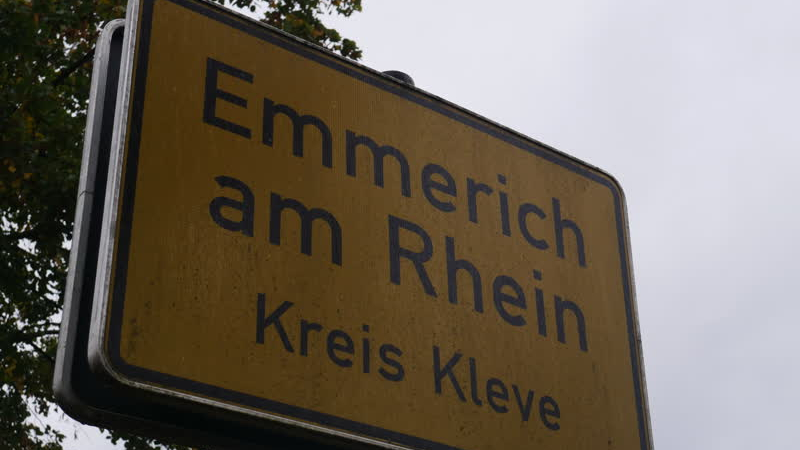 Emmerich
am Rhein
Kreis Kleve